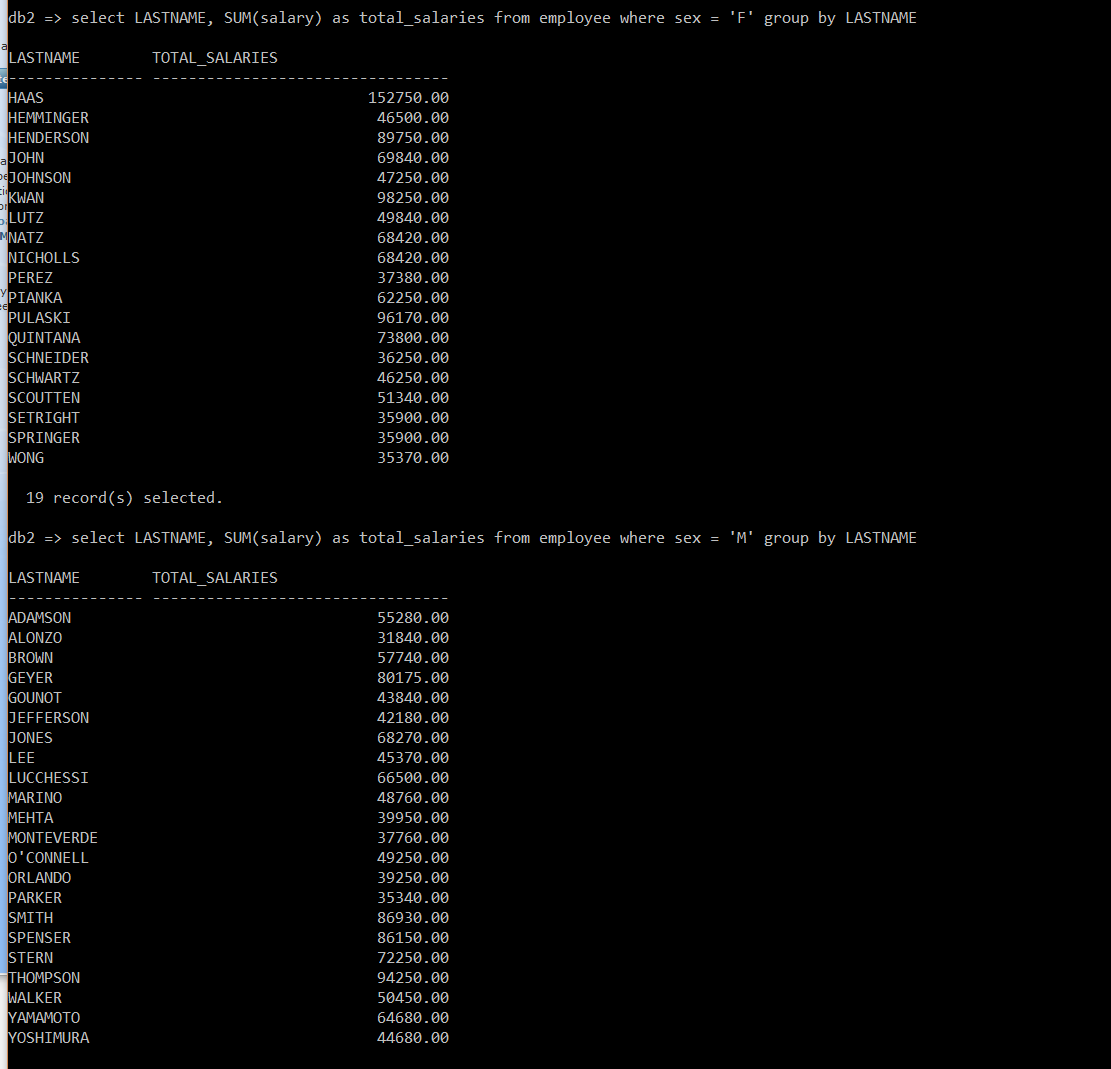 db2 => select LASTNAME, SUM(salary) as total_salaries from employee where sex = 'F' group by LASTNAME
LASTNAME        TOTAL_SALARIES
--------------- ---------------------------------
HAAS                                    152750.00
HEMMINGER                                46500.00
HENDERSON                                89750.00
JOHN                                     69840.00
JOHNSON                                  47250.00
KWAN                                     98250.00
LUTZ                                     49840.00
NATZ                                     68420.00
NICHOLLS                                 68420.00
PEREZ                                    37380.00
PIANKA                                   62250.00
PULASKI                                  96170.00
QUINTANA                                 73800.00
SCHNEIDER                                36250.00
SCHWARTZ                                 46250.00
SCOUTTEN                                 51340.00
SETRIGHT                                 35900.00
SPRINGER                                 35900.00
WONG                                     35370.00
19 record(s) selected.
db2 => select LASTNAME, SUM(salary) as total_salaries from employee where sex = 'M' group by LASTNAME
LASTNAME        TOTAL_SALARIES
--------------- ---------------------------------
ADAMSON                                  55280.00
ALONZO                                   31840.00
BROWN                                    57740.00
GEYER                                    80175.00
GOUNOT                                   43840.00
JEFFERSON                                42180.00
JONES                                    68270.00
LEE                                      45370.00
LUCCHESSI                                66500.00
MARINO                                   48760.00
MEHTA                                    39950.00
MONTEVERDE                               37760.00
O'CONNELL                                49250.00
ORLANDO                                  39250.00
PARKER                                   35340.00
SMITH                                    86930.00
SPENSER                                  86150.00
STERN                                    72250.00
THOMPSON                                 94250.00
WALKER                                   50450.00
YAMAMOTO                                 64680.00
YOSHIMURA                                44680.00